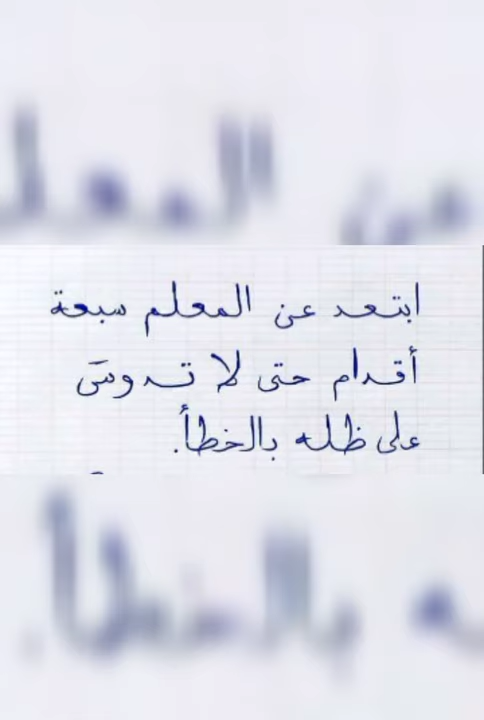 ابتعد عن المعلم سبعة
أقدام حتى لا تدوسَ
على ظله بالخطأ.